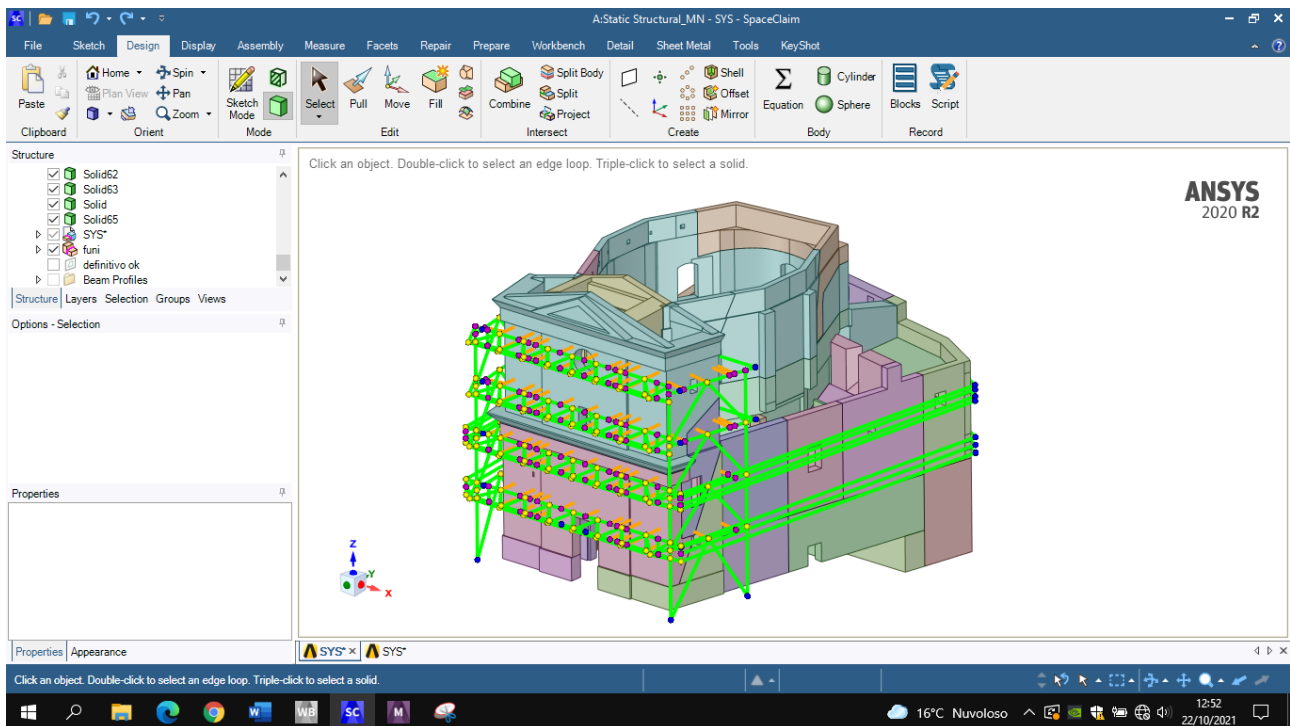 A:Static Structural_MN - SYS - SpaceClaim
File Sketch Design Display Assembly Measure Facets Repair Prepare Workbench Detail Sheet Metal Tools KeyShot
Home Spin Split Body Shell Cylinder
Plan View Pan Split Offset
Paste Zoom Sketch Mode Select Pull Move Fill Combine Project Mirror Equation Sphere Blocks Script
Clipboard Orient Mode Edit Intersect Create Body Record
Structure
Solid62
Solid63
Solid
Solid65
SYS*
funi
definitivo ok
Beam Profiles
Structure Layers Selection Groups Views
Options - Selection
Properties
Properties Appearance
Click an object. Double-click to select an edge loop. Triple-click to select a solid.
ANSYS
2020 R2
Z
Y
X
SYS* SYS*
Click an object. Double-click to select an edge loop. Triple-click to select a solid.
WB SC M
16°C Nuvoloso
12:52
22/10/2021